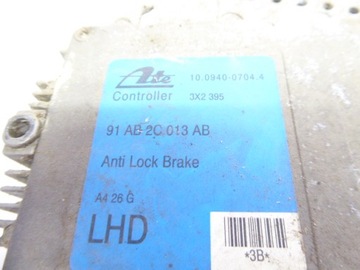 Ate 10.0940-0704.4
Controller 3X2 395
91 AB 2C 013 AB
Anti Lock Brake
A4 26 G
LHD
*3B*